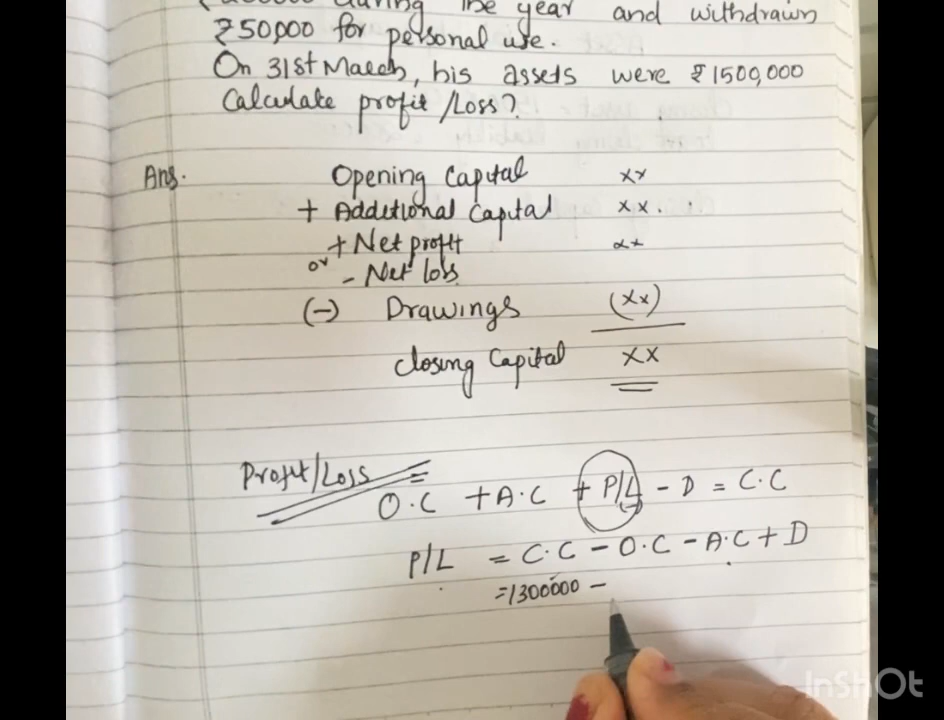 during the year and withdrawn
₹50,000 for personal use.
On 31st March, his assets were ₹1500,000
Calculate profit /Loss?
Ans. Opening Capital xx
+ Additional Capital xx.
+ Net profit xx
or - Net loss
(-) Drawings (xx)
closing Capital xx
Profit/Loss =
O.C + A.C + P/L - D = C.C
P/L = C.C - O.C - A.C + D
= 1300000 -
InShOt